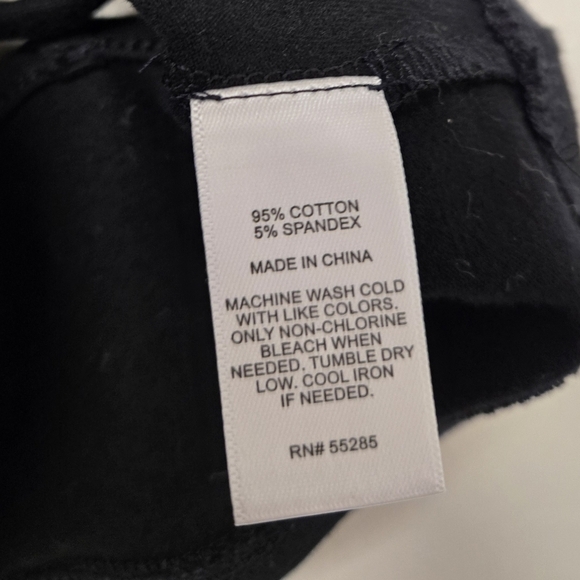 95% COTTON
5% SPANDEX
MADE IN CHINA
MACHINE WASH COLD
WITH LIKE COLORS.
ONLY NON-CHLORINE
BLEACH WHEN
NEEDED. TUMBLE DRY
LOW. COOL IRON
IF NEEDED.
RN# 55285